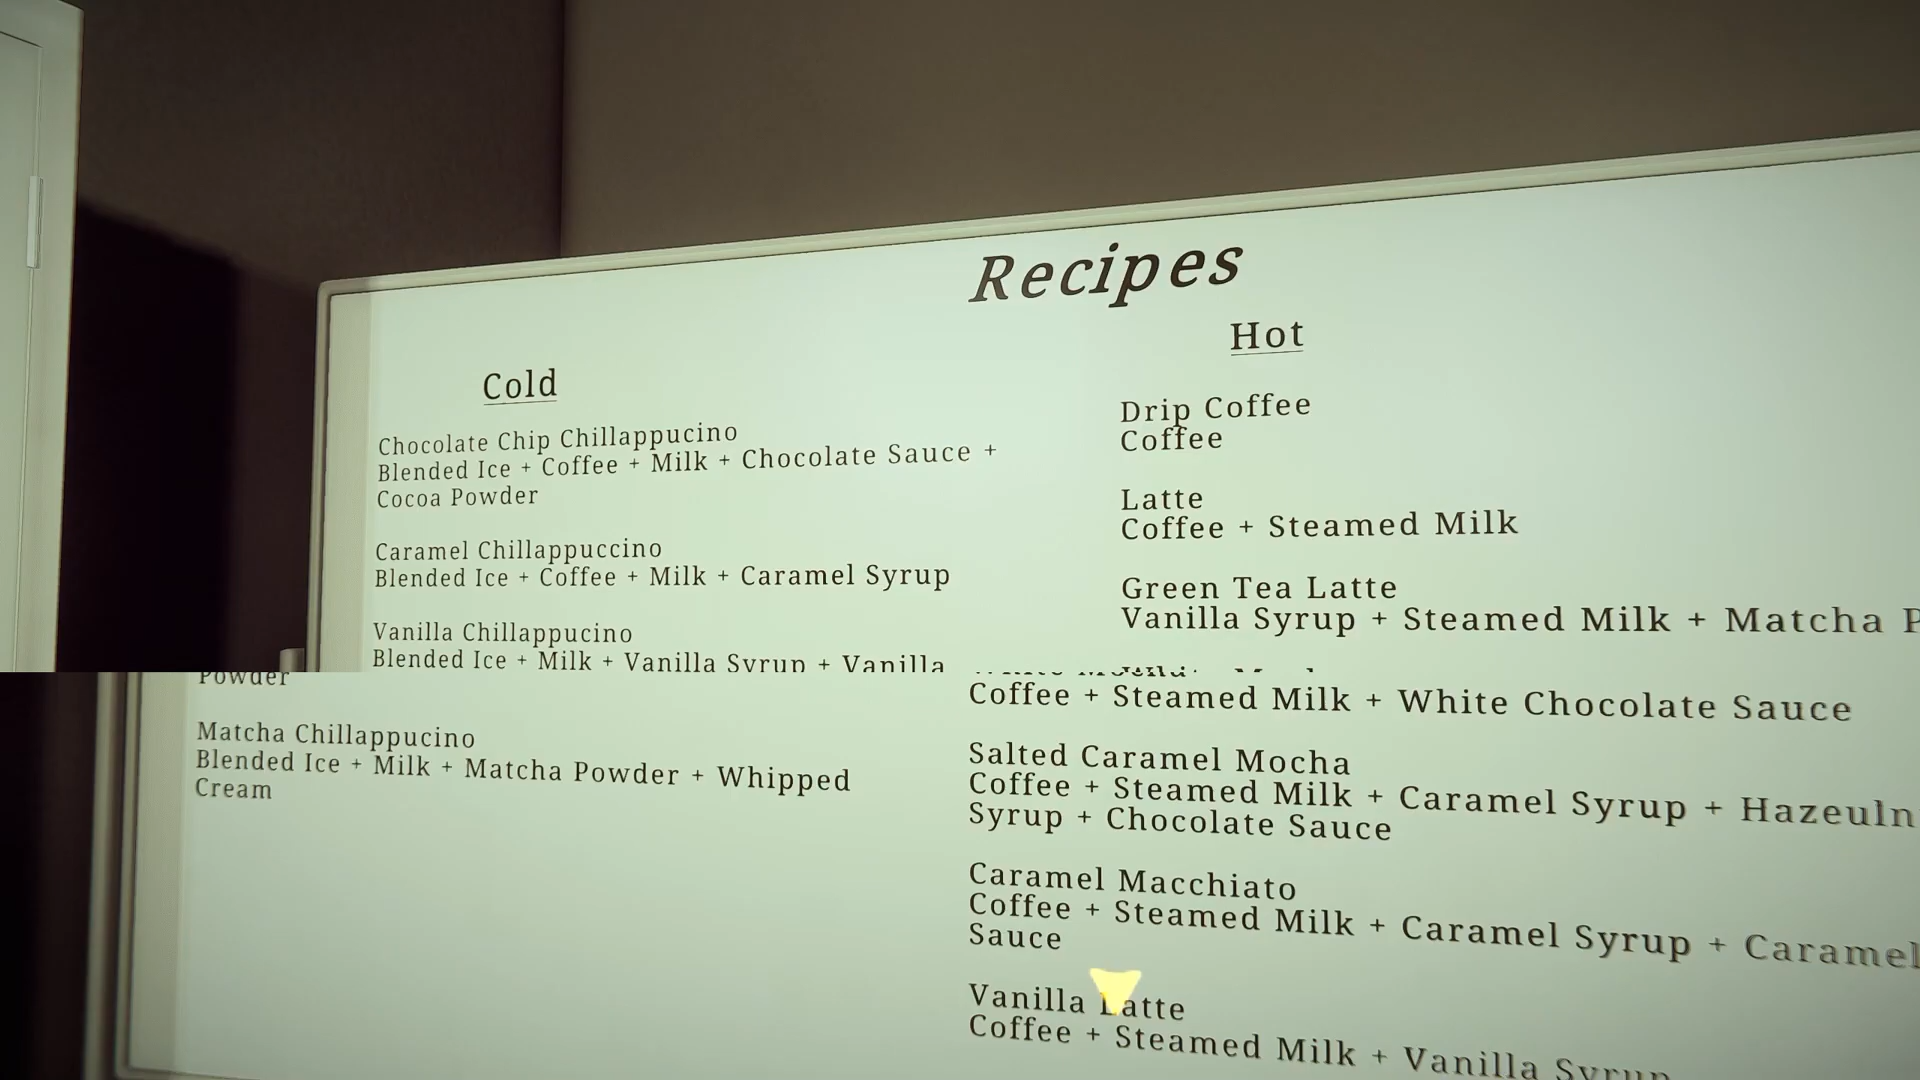 Recipes
Cold
Chocolate Chip Chillappucino
Blended Ice + Coffee + Milk + Chocolate Sauce +
Cocoa Powder
Caramel Chillappuccino
Blended Ice + Coffee + Milk + Caramel Syrup
Vanilla Chillappucino
Blended Ice + Milk + Vanilla Syrup + Vanilla
Powder
Matcha Chillappucino
Blended Ice + Milk + Matcha Powder + Whipped
Cream
Hot
Drip Coffee
Coffee
Latte
Coffee + Steamed Milk
Green Tea Latte
Vanilla Syrup + Steamed Milk + Matcha P
Coffee + Steamed Milk + White Chocolate Sauce
Salted Caramel Mocha
Coffee + Steamed Milk + Caramel Syrup + Hazeuln
Syrup + Chocolate Sauce
Caramel Macchiato
Coffee + Steamed Milk + Caramel Syrup + Caramel
Sauce
Vanilla Latte
Coffee + Steamed Milk + Vanilla Syrup